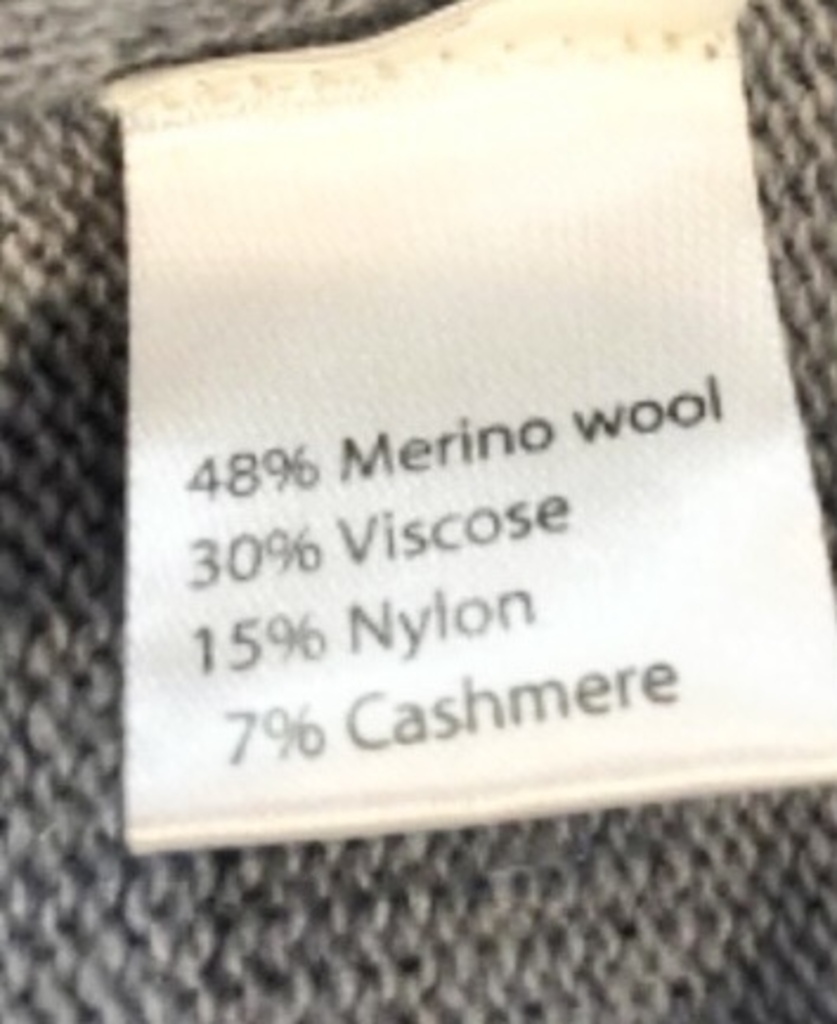 48% Merino wool
30% Viscose
15% Nylon
7% Cashmere